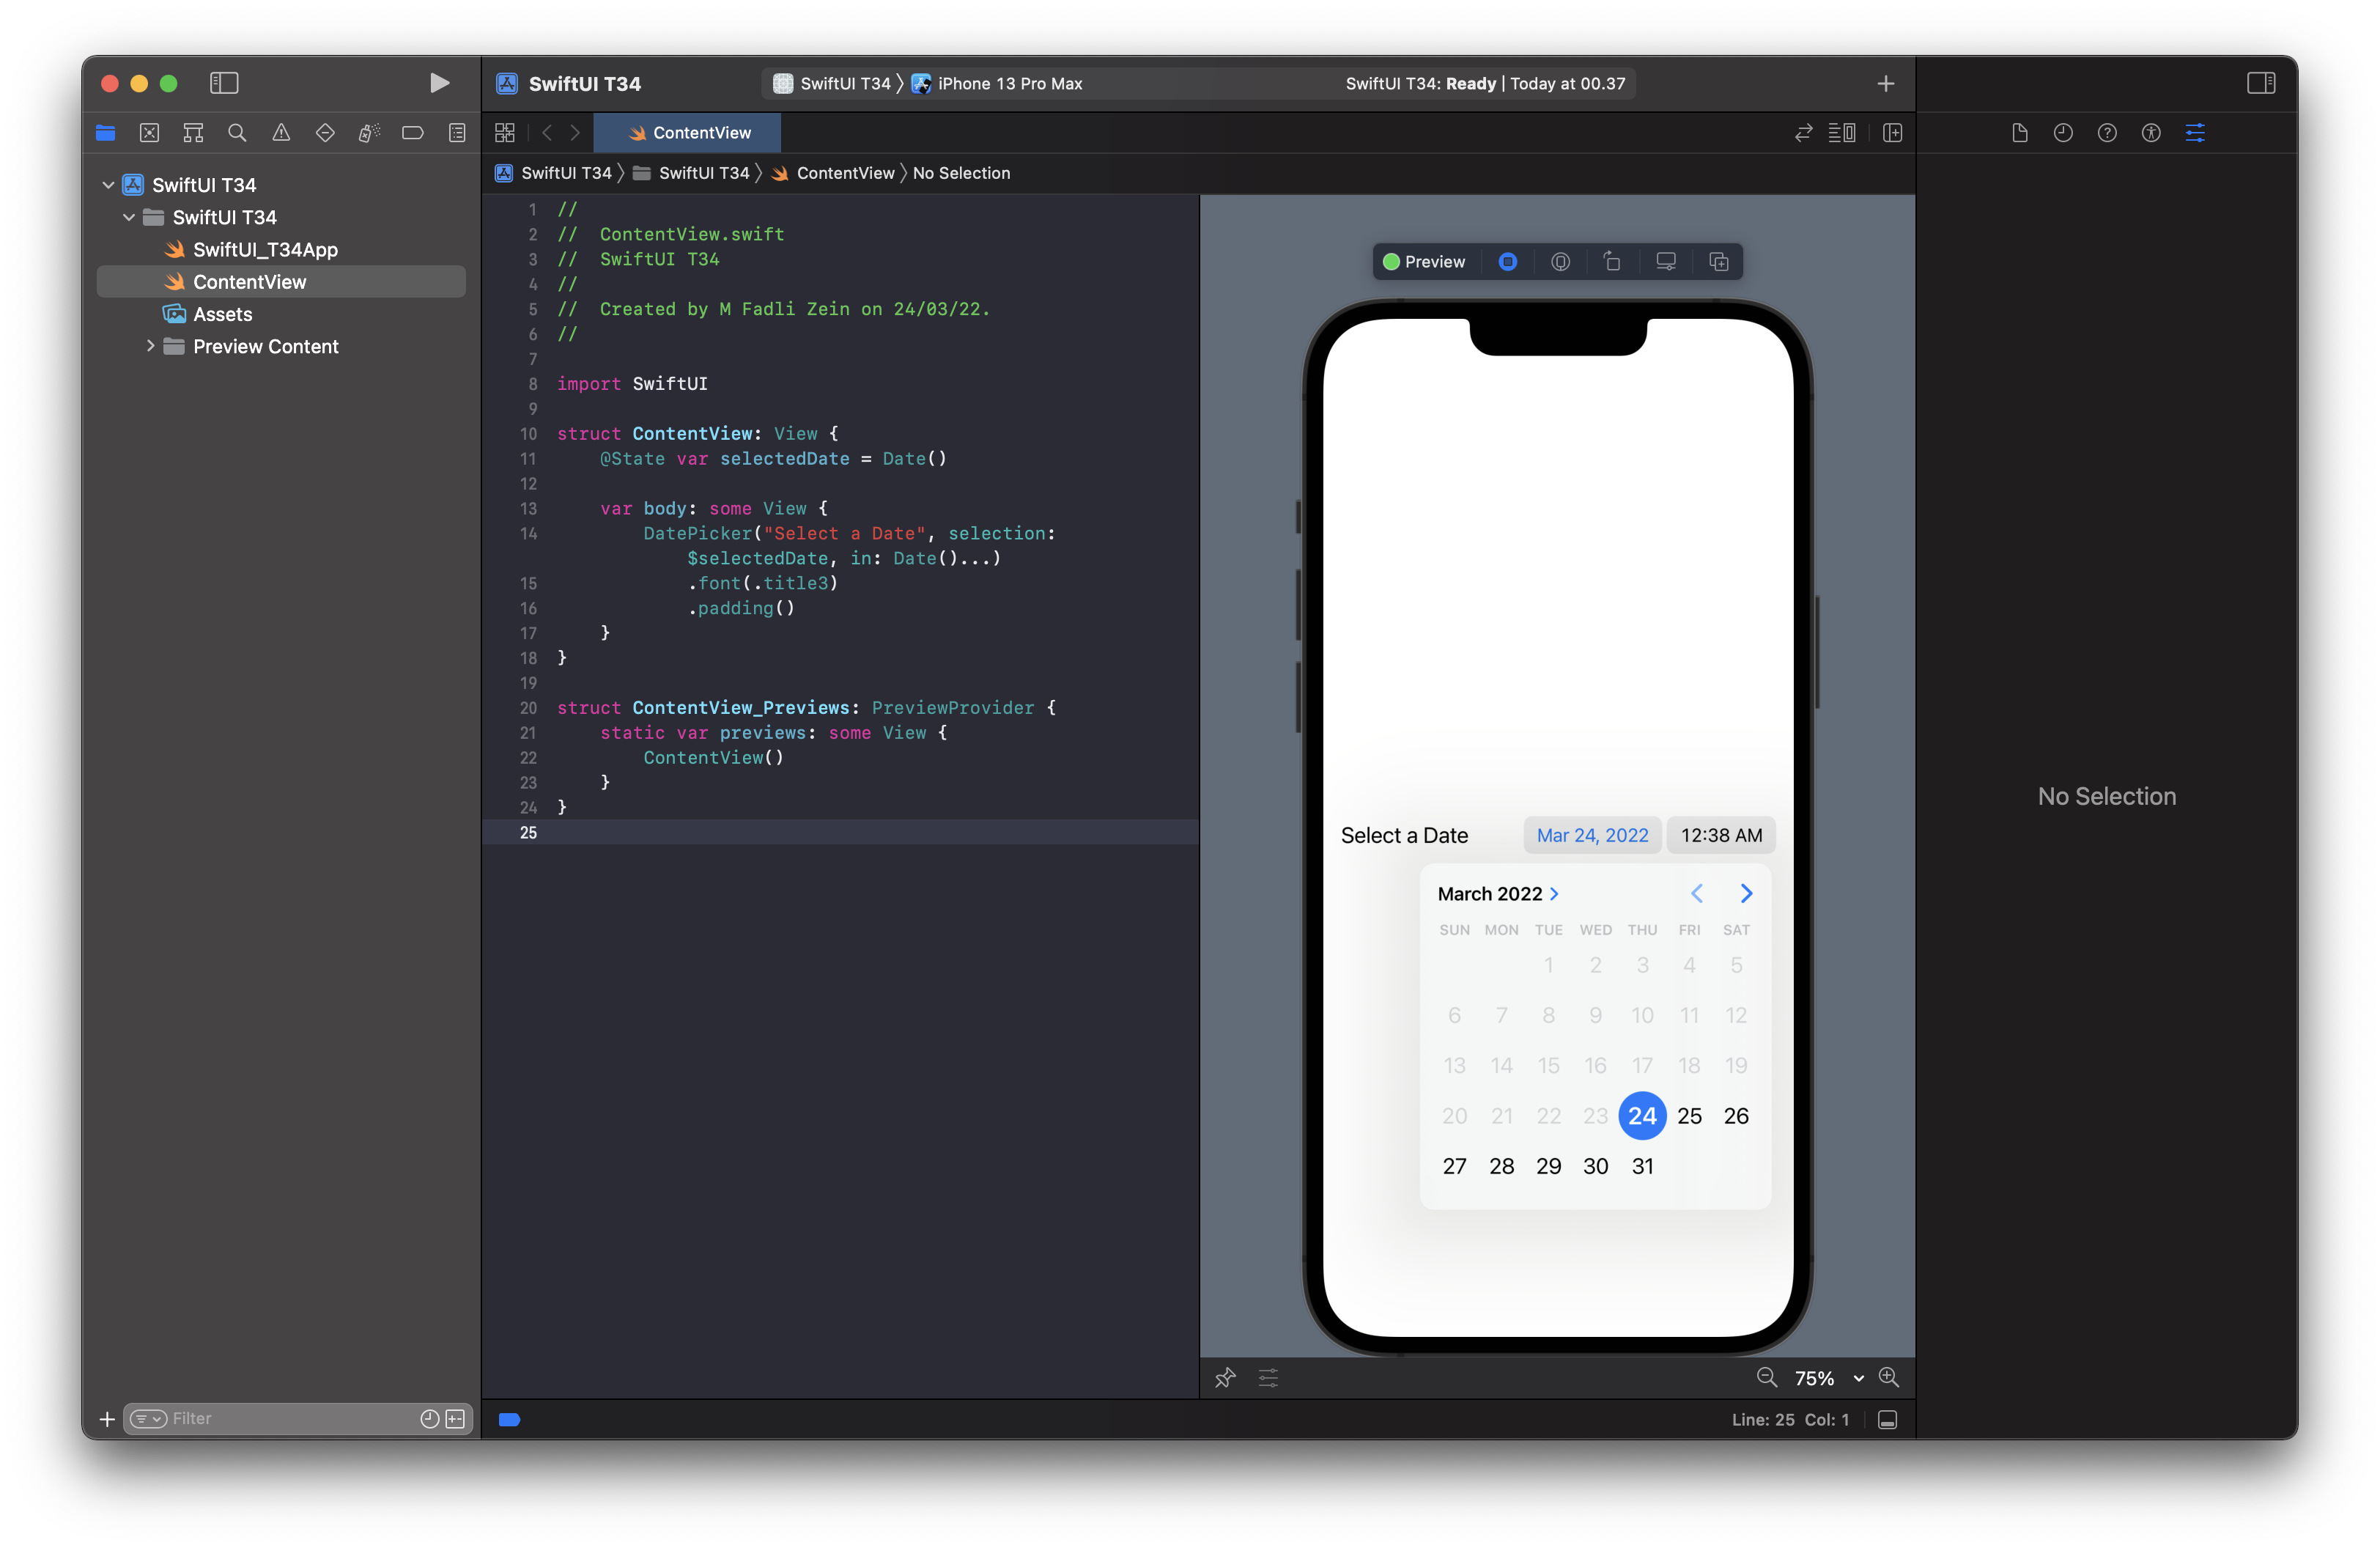 SwiftUI T34
SwiftUI T34 〉 iPhone 13 Pro Max
SwiftUI T34: Ready | Today at 00.37
ContentView
SwiftUI T34 〉 SwiftUI T34 〉 ContentView 〉 No Selection
SwiftUI T34
SwiftUI T34
SwiftUI_T34App
ContentView
Assets
Preview Content
Filter
1 //
2 //  ContentView.swift
3 //  SwiftUI T34
4 //
5 //  Created by M Fadli Zein on 24/03/22.
6 //
7
8 import SwiftUI
9
10 struct ContentView: View {
11     @State var selectedDate = Date()
12
13     var body: some View {
14         DatePicker("Select a Date", selection:
            $selectedDate, in: Date()...)
15             .font(.title3)
16             .padding()
17     }
18 }
19
20 struct ContentView_Previews: PreviewProvider {
21     static var previews: some View {
22         ContentView()
23     }
24 }
25
Preview
Select a Date Mar 24, 2022 12:38 AM
March 2022
SUN MON TUE WED THU FRI SAT
1 2 3 4 5
6 7 8 9 10 11 12
13 14 15 16 17 18 19
20 21 22 23 24 25 26
27 28 29 30 31
75%
Line: 25 Col: 1
No Selection